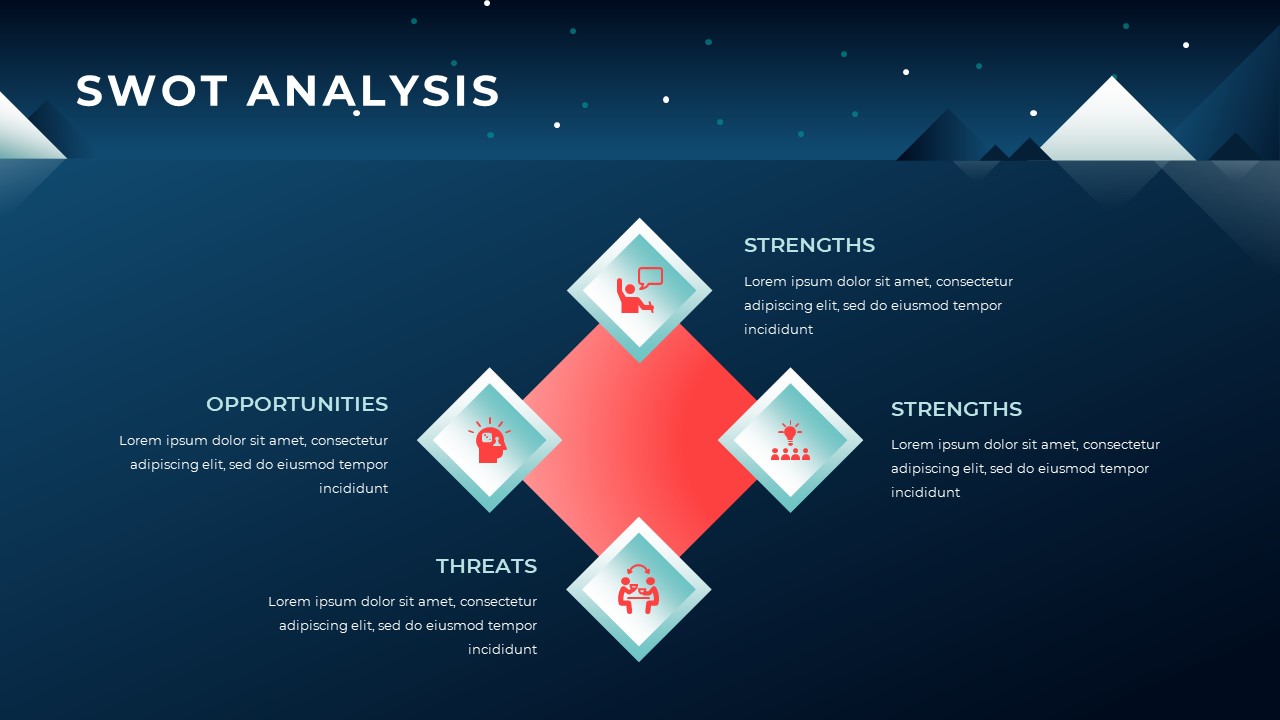 SWOT ANALYSIS
STRENGTHS
Lorem ipsum dolor sit amet, consectetur
adipiscing elit, sed do eiusmod tempor
incididunt
OPPORTUNITIES
Lorem ipsum dolor sit amet, consectetur
adipiscing elit, sed do eiusmod tempor
incididunt
STRENGTHS
Lorem ipsum dolor sit amet, consectetur
adipiscing elit, sed do eiusmod tempor
incididunt
THREATS
Lorem ipsum dolor sit amet, consectetur
adipiscing elit, sed do eiusmod tempor
incididunt